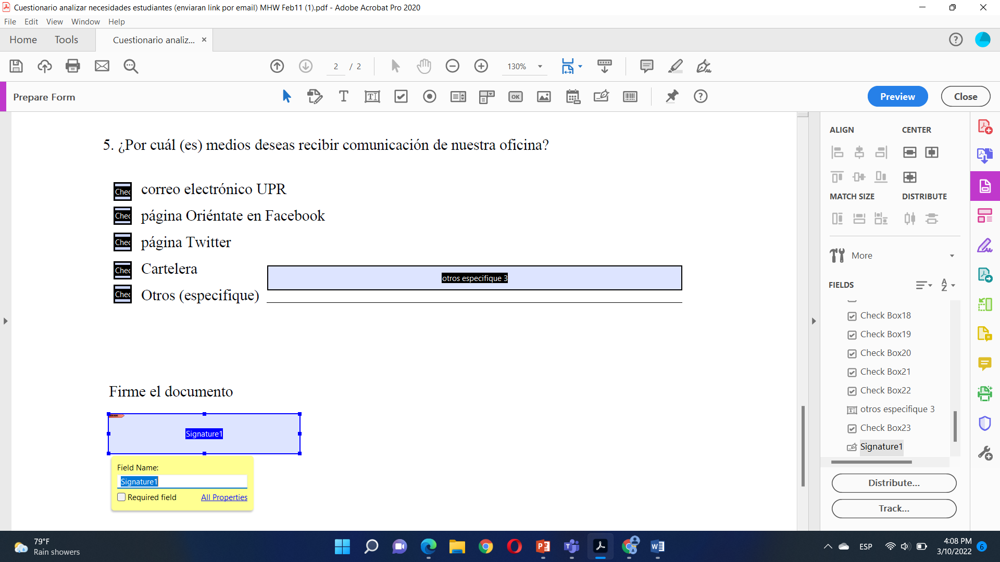 Cuestionario analizar necesidades estudiantes (enviaran link por email) MHW Feb11 (1).pdf - Adobe Acrobat Pro 2020
File Edit View Window Help
Home Tools Cuestionario analiz...
2 / 2 130%
Prepare Form
OK
Preview Close
5. ¿Por cuál (es) medios deseas recibir comunicación de nuestra oficina?
Chec correo electrónico UPR
Chec página Oriéntate en Facebook
Chec página Twitter
Chec Cartelera
otros especifique 3
Chec Otros (especifique)
Firme el documento
Signature1
Field Name:
Signature1
Required field All Properties
ALIGN CENTER
MATCH SIZE DISTRIBUTE
More
FIELDS
Check Box18
Check Box19
Check Box20
Check Box21
Check Box22
otros especifique 3
Check Box23
Signature1
Distribute...
Track...
79°F
Rain showers
ESP
4:08 PM
3/10/2022
6